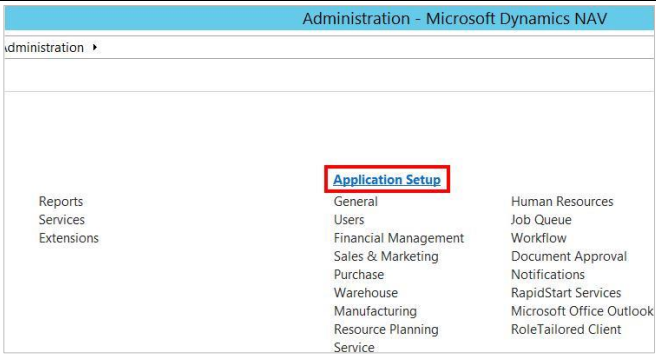 Administration - Microsoft Dynamics NAV
Administration
Application Setup
Reports
Services
Extensions
General
Users
Financial Management
Sales & Marketing
Purchase
Warehouse
Manufacturing
Resource Planning
Service
Human Resources
Job Queue
Workflow
Document Approval
Notifications
RapidStart Services
Microsoft Office Outlook
RoleTailored Client